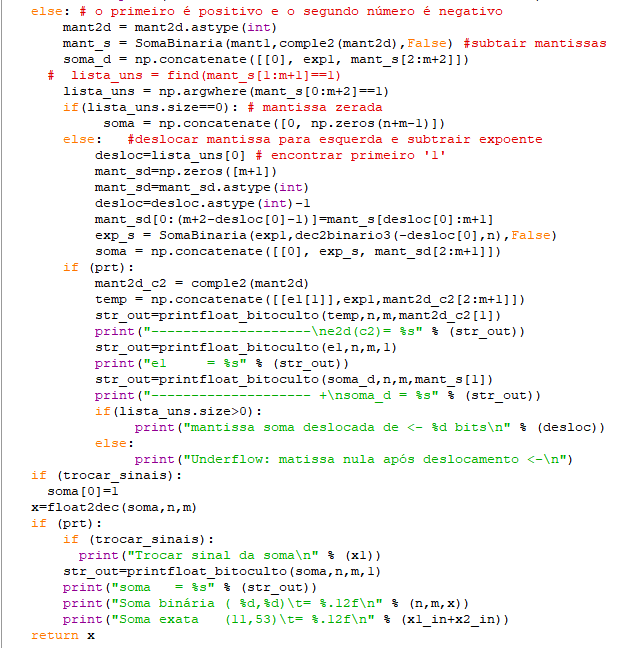 else: # o primeiro é positivo e o segundo número é negativo
    mant2d = mant2d.astype(int)
    mant_s = SomaBinaria(mant1,comple2(mant2d),False) #subtair mantissas
    soma_d = np.concatenate([[0], exp1, mant_s[2:m+2]])
  #  lista_uns = find(mant_s[1:m+1]==1)
    lista_uns = np.argwhere(mant_s[0:m+2]==1)
    if(lista_uns.size==0): # mantissa zerada
         soma = np.concatenate([0, np.zeros(n+m-1)])
    else:   #deslocar mantissa para esquerda e subtrair expoente
        desloc=lista_uns[0] # encontrar primeiro '1'
        mant_sd=np.zeros([m+1])
        mant_sd=mant_sd.astype(int)
        desloc=desloc.astype(int)-1
        mant_sd[0:(m+2-desloc[0]-1)]=mant_s[desloc[0]:m+1]
        exp_s = SomaBinaria(exp1,dec2binario3(-desloc[0],n),False)
        soma = np.concatenate([[0], exp_s, mant_sd[2:m+1]])
    if (prt):
        mant2d_c2 = comple2(mant2d)
        temp = np.concatenate([[e1[1]],exp1,mant2d_c2[2:m+1]])
        str_out=printfloat_bitoculto(temp,n,m,mant2d_c2[1])
        print("--------------------\ne2d(c2)= %s" % (str_out))
        str_out=printfloat_bitoculto(e1,n,m,1)
        print("e1     = %s" % (str_out))
        str_out=printfloat_bitoculto(soma_d,n,m,mant_s[1])
        print("-------------------- +\nsoma_d = %s" % (str_out))
        if(lista_uns.size>0):
             print("mantissa soma deslocada de <- %d bits\n" % (desloc))
        else:
             print("Underflow: matissa nula após deslocamento <-\n")
if (trocar_sinais):
  soma[0]=1
x=float2dec(soma,n,m)
if (prt):
    if (trocar_sinais):
      print("Trocar sinal da soma\n" % (x1))
    str_out=printfloat_bitoculto(soma,n,m,1)
    print("soma   = %s" % (str_out))
    print("Soma binária ( %d,%d)\t= %.12f\n" % (n,m,x))
    print("Soma exata   (11,53)\t= %.12f\n" % (x1_in+x2_in))
return x